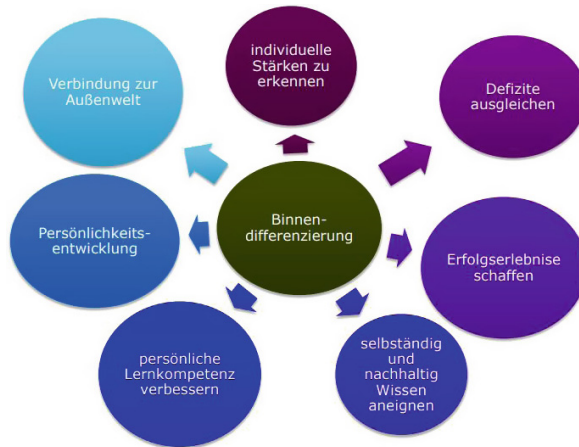 individuelle
Stärken zu
erkennen
Defizite
ausgleichen
Erfolgserlebnise
schaffen
selbständig
und
nachhaltig
Wissen
aneignen
persönliche
Lernkompetenz
verbessern
Persönlichkeits-
entwicklung
Verbindung zur
Außenwelt
Binnen-
differenzierung